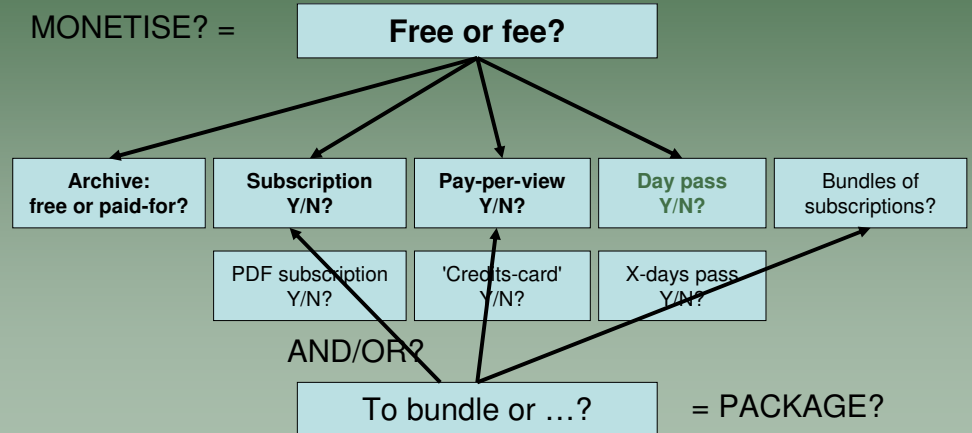 MONETISE? =
Free or fee?
Archive:
free or paid-for?
Subscription
Y/N?
Pay-per-view
Y/N?
Day pass
Y/N?
Bundles of
subscriptions?
PDF subscription
Y/N?
'Credits-card'
Y/N?
X-days pass
Y/N?
AND/OR?
To bundle or …?
= PACKAGE?